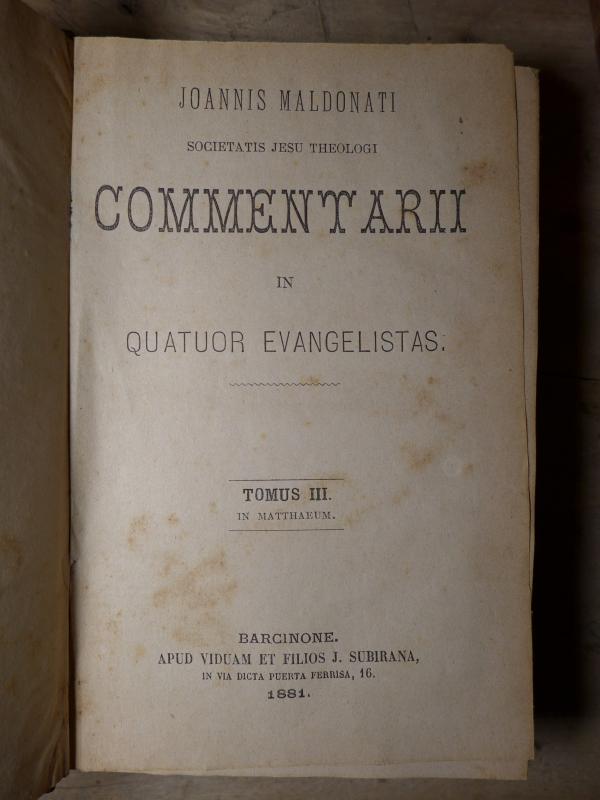 JOANNIS MALDONATI
SOCIETATIS JESU THEOLOGI
COMMENTARII
IN
QUATUOR EVANGELISTAS.
TOMUS III.
IN MATTHAEUM.
BARCINONE.
APUD VIDUAM ET FILIOS J. SUBIRANA,
IN VIA DICTA PUERTA FERRISA, 16.
1881.